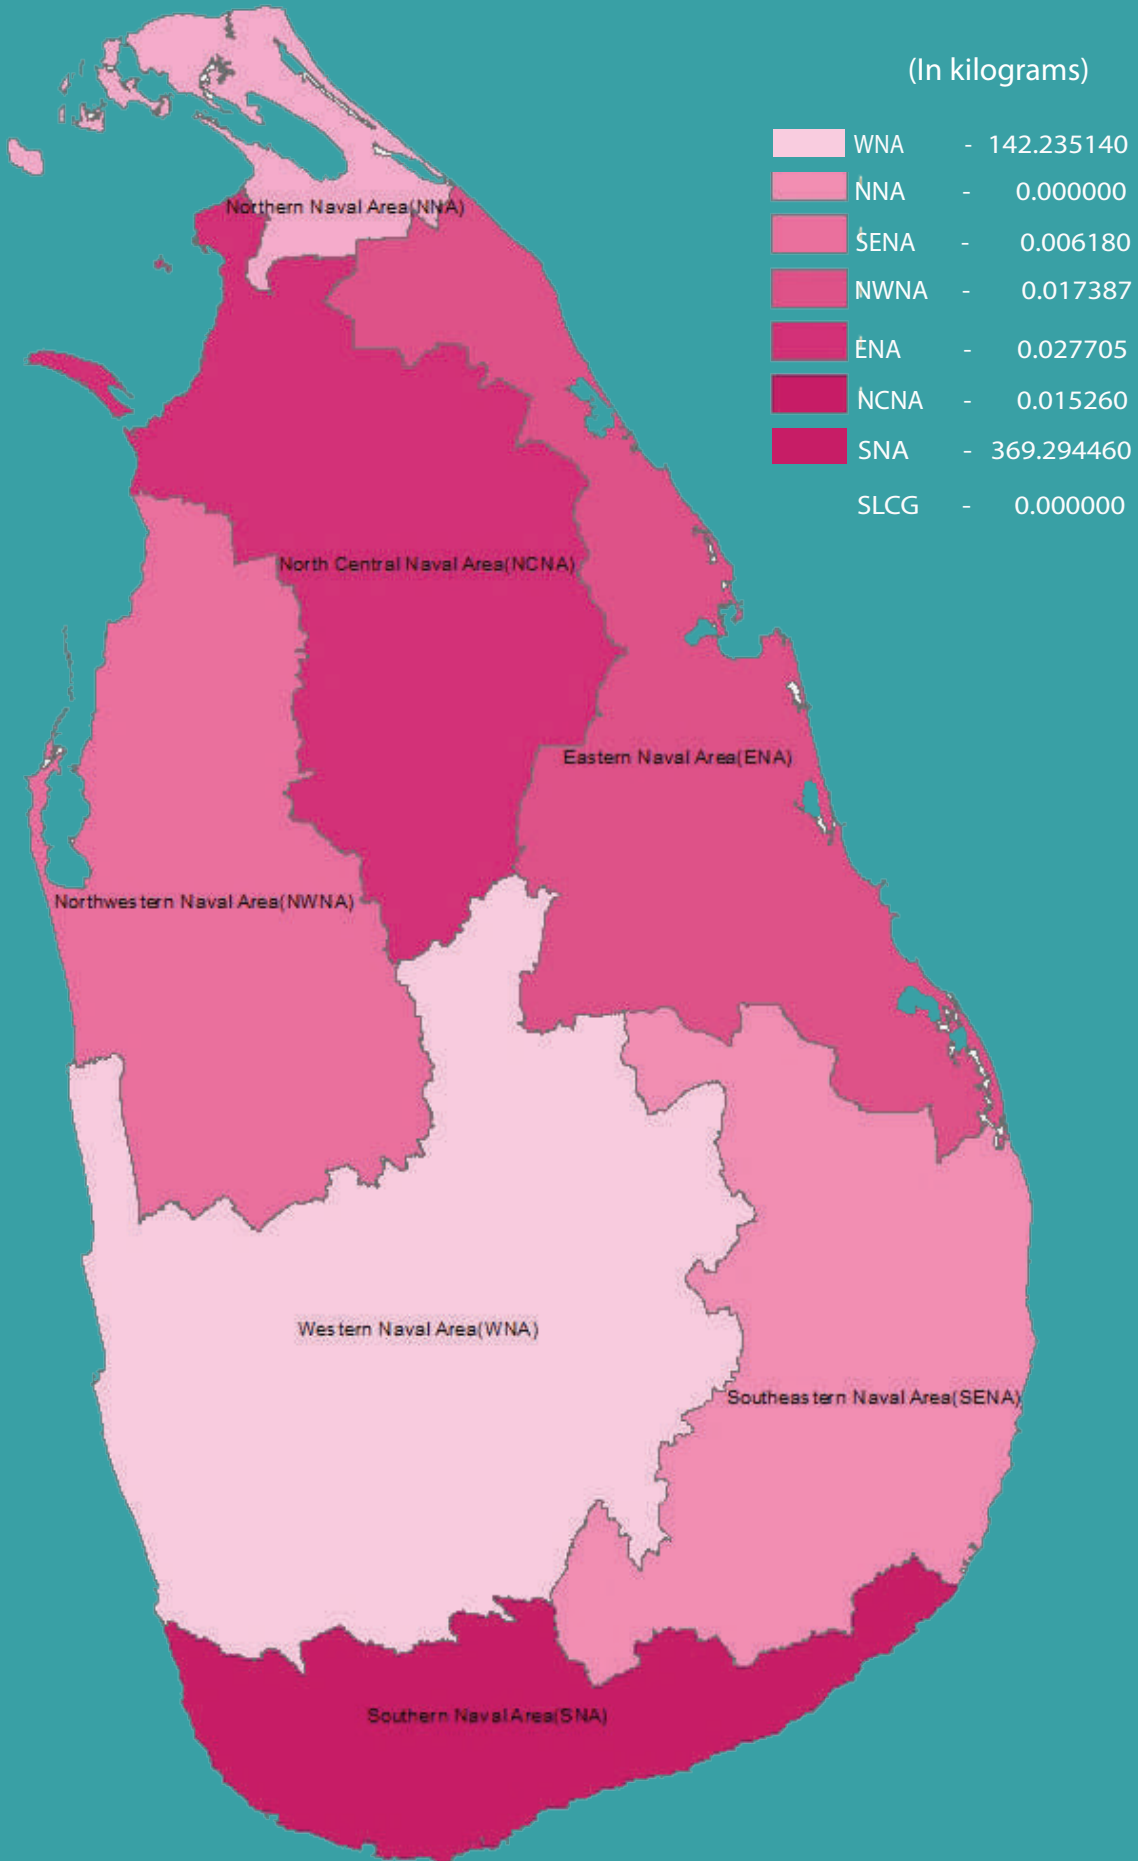 (In kilograms)
WNA - 142.235140
NNA - 0.000000
SENA - 0.006180
NWNA - 0.017387
ENA - 0.027705
NCNA - 0.015260
SNA - 369.294460
SLCG - 0.000000
Northern Naval Area(NNA)
North Central Naval Area(NCNA)
Eastern Naval Area(ENA)
Northwestern Naval Area(NWNA)
Western Naval Area(WNA)
Southeastern Naval Area(SENA)
Southern Naval Area(SNA)